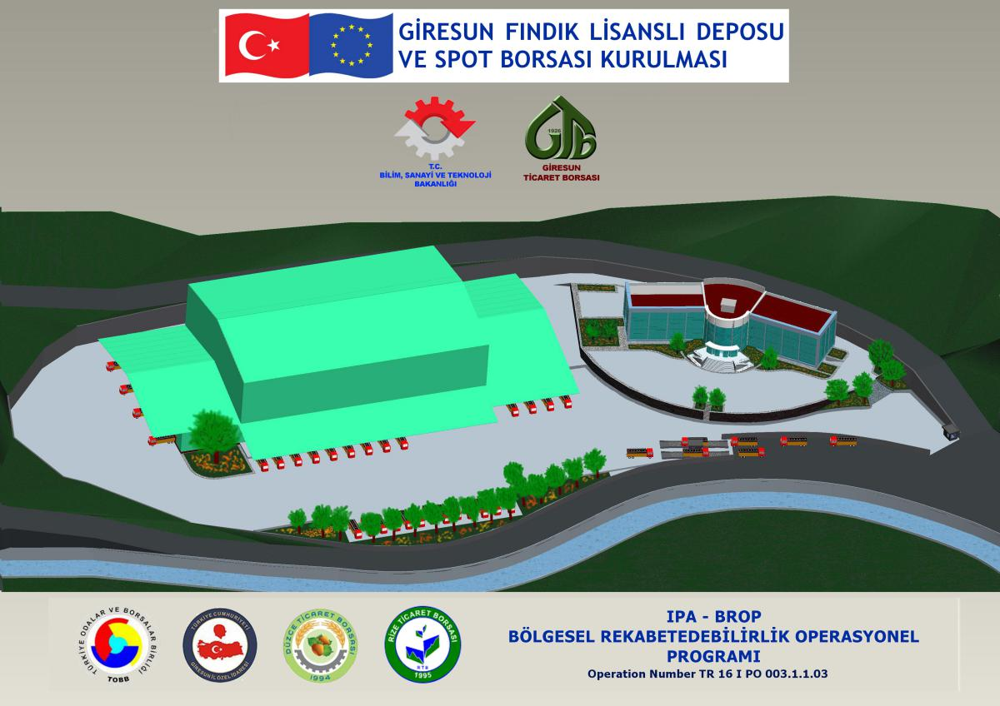 GİRESUN FINDIK LİSANSLI DEPOSU
VE SPOT BORSASI KURULMASI
1926
GTb
T.C.
BİLİM, SANAYİ VE TEKNOLOJİ
BAKANLIĞI
GİRESUN
TİCARET BORSASI
TÜRKİYE ODALAR VE BORSALAR BİRLİĞİ
TOBB
TÜRKİYE CUMHURİYETİ
GİRESUN İL ÖZEL İDARESİ
DÜZCE TİCARET BORSASI
1994
RİZE TİCARET BORSASI
RTB
1995
IPA - BROP
BÖLGESEL REKABETEDEBİLİRLİK OPERASYONEL
PROGRAMI
Operation Number TR 16 I PO 003.1.1.03